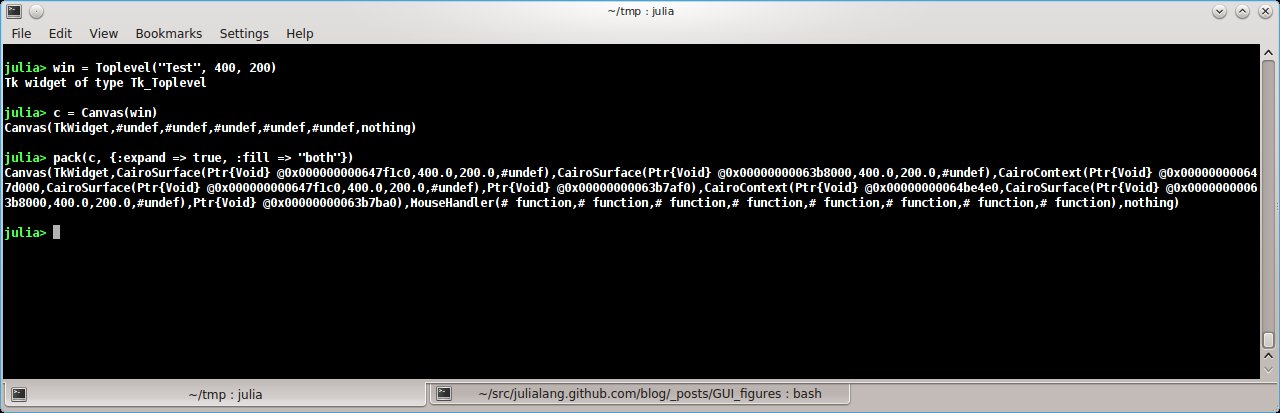 ~/tmp : julia
File Edit View Bookmarks Settings Help
julia> win = Toplevel("Test", 400, 200)
Tk widget of type Tk_Toplevel
julia> c = Canvas(win)
Canvas(TkWidget,#undef,#undef,#undef,#undef,#undef,nothing)
julia> pack(c, {:expand => true, :fill => "both"})
Canvas(TkWidget,CairoSurface(Ptr{Void} @0x000000000647f1c0,400.0,200.0,#undef),CairoSurface(Ptr{Void} @0x00000000063b8000,400.0,200.0,#undef),CairoContext(Ptr{Void} @0x00000000064
7d000,CairoSurface(Ptr{Void} @0x000000000647f1c0,400.0,200.0,#undef),Ptr{Void} @0x00000000063b7af0),CairoContext(Ptr{Void} @0x00000000064be4e0,CairoSurface(Ptr{Void} @0x0000000006
3b8000,400.0,200.0,#undef),Ptr{Void} @0x00000000063b7ba0),MouseHandler(# function,# function,# function,# function,# function,# function,# function,# function),nothing)
julia>
~/tmp : julia
~/src/julialang.github.com/blog/_posts/GUI_figures : bash